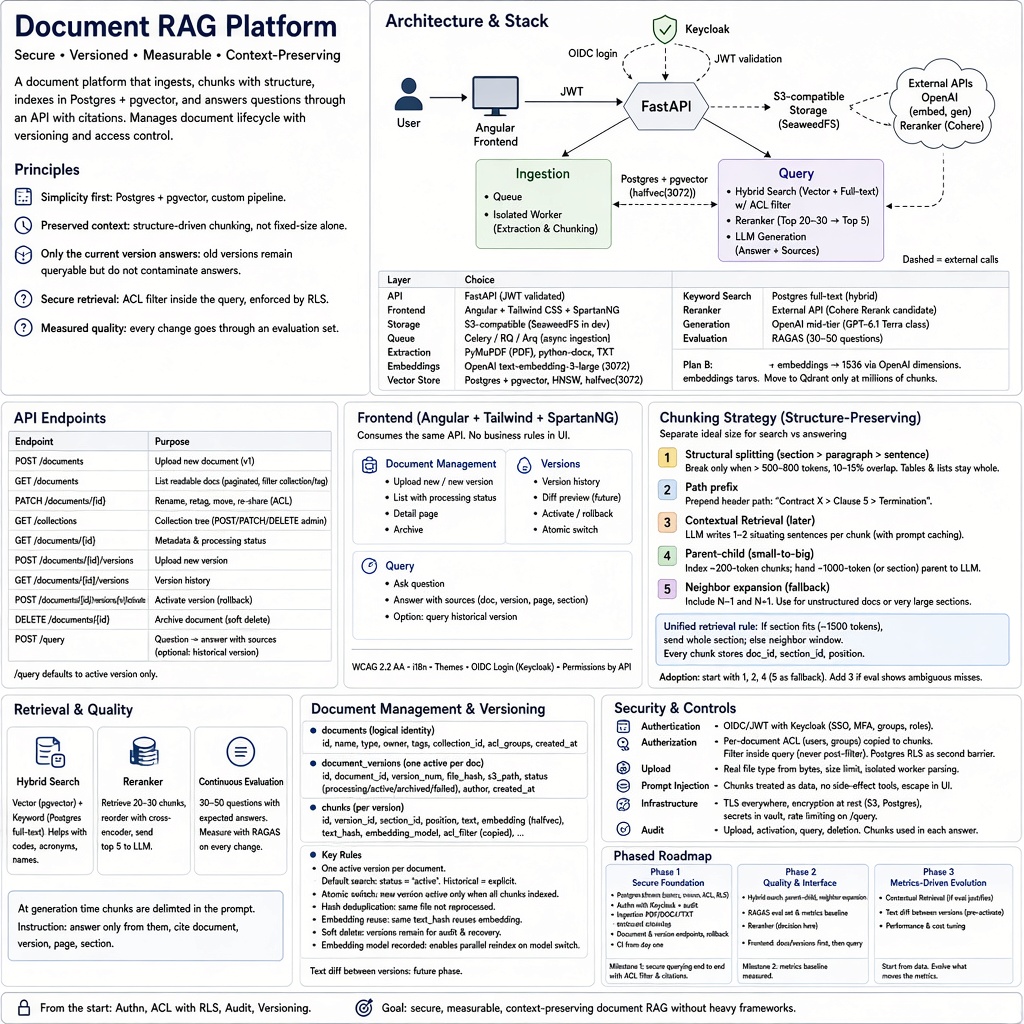 Document RAG Platform
Secure • Versioned • Measurable • Context-Preserving
A document platform that ingests, chunks with structure,
indexes in Postgres + pgvector, and answers questions through
an API with citations. Manages document lifecycle with
versioning and access control.
Principles
Simplicity first: Postgres + pgvector, custom pipeline.
Preserved context: structure-driven chunking, not fixed-size alone.
Only the current version answers: old versions remain
queryable but do not contaminate answers.
Secure retrieval: ACL filter inside the query, enforced by RLS.
Measured quality: every change goes through an evaluation set.
Architecture & Stack
Keycloak
OIDC login
JWT validation
User
Angular
Frontend
JWT
FastAPI
S3-compatible
Storage
(SeaweedFS)
External APIs
OpenAI
(embed, gen)
Reranker (Cohere)
Ingestion
• Queue
• Isolated Worker
(Extraction & Chunking)
Postgres + pgvector
(halfvec(3072))
Query
• Hybrid Search (Vector + Full-text)
w/ ACL filter
• Reranker (Top 20–30 → Top 5)
• LLM Generation
(Answer + Sources)
Dashed = external calls
Layer Choice
API FastAPI (JWT validated)
Frontend Angular + Tailwind CSS + SpartanNG
Storage S3-compatible (SeaweedFS in dev)
Queue Celery / RQ / Arq (async ingestion)
Extraction PyMuPDF (PDF), python-docx, TXT
Embeddings OpenAI text-embedding-3-large (3072)
Vector Store Postgres + pgvector, HNSW, halfvec(3072)
Keyword Search Postgres full-text (hybrid)
Reranker External API (Cohere Rerank candidate)
Generation OpenAI mid-tier (GPT-6.1 Terra class)
Evaluation RAGAS (30–50 questions)
Plan B: embeddings → 1536 via OpenAI dimensions.
embeddings Move to Qdrant only at millions of chunks.
API Endpoints
Endpoint Purpose
POST /documents Upload new document (v1)
GET /documents List readable docs (paginated, filter collection/tag)
PATCH /documents/{id} Rename, retag, move, re-share (ACL)
GET /collections Collection tree (POST/PATCH/DELETE admin)
GET /documents/{id} Metadata & processing status
POST /documents/{id}/versions Upload new version
GET /documents/{id}/versions Version history
POST /documents/{id}/versions/{v}/activate Activate version (rollback)
DELETE /documents/{id} Archive document (soft delete)
POST /query Question → answer with sources
(optional: historical version)
/query defaults to active version only.
Frontend (Angular + Tailwind + SpartanNG)
Consumes the same API. No business rules in UI.
Document Management
• Upload new / new version
• List with processing status
• Detail page
• Archive
Versions
• Version history
• Diff preview (future)
• Activate / rollback
• Atomic switch
Query
• Ask question
• Answer with sources (doc, version, page, section)
• Option: query historical version
WCAG 2.2 AA • i18n • Themes • OIDC Login (Keycloak) • Permissions by API
Chunking Strategy (Structure-Preserving)
Separate ideal size for search vs answering
1 Structural splitting (section > paragraph > sentence)
Break only when > 500–800 tokens, 10–15% overlap. Tables & lists stay whole.
2 Path prefix
Prepend header path: “Contract X > Clause 5 > Termination”.
3 Contextual Retrieval (later)
LLM writes 1–2 situating sentences per chunk (with prompt caching).
4 Parent-child (small-to-big)
Index ~200-token chunks; hand ~1000-token (or section) parent to LLM.
5 Neighbor expansion (fallback)
Include N−1 and N+1. Use for unstructured docs or very large sections.
Unified retrieval rule: If section fits (~1500 tokens),
send whole section; else neighbor window.
Every chunk stores doc_id, section_id, position.
Adoption: start with 1, 2, 4 (5 as fallback). Add 3 if eval shows ambiguous misses.
Retrieval & Quality
Hybrid Search
Vector (pgvector) +
Keyword (Postgres
full-text). Helps with
codes, acronyms,
names.
Reranker
Retrieve 20–30 chunks,
reorder with cross-
encoder, send
top 5 to LLM.
Continuous Evaluation
30–50 questions with
expected answers.
Measure with RAGAS
on every change.
At generation time chunks are delimted in the prompt.
Instruction: answer only from them, cite document,
version, page, section.
Document Management & Versioning
• documents (logical identity)
id, name, type, owner, tags, collection_id, acl_groups, created_at
• document_versions (one active per doc)
id, document_id, version_num, file_hash, s3_path, status
(processing/active/archived/failed), author, created_at
• chunks (per version)
id, version_id, section_id, position, text, embedding (halfvec),
text_hash, embedding_model, acl_filter (copied), ...
• Key Rules
• One active version per document.
Default search: status = "active". Historical = explicit.
• Atomic switch: new version active only when all chunks indexed.
• Hash deduplication: same file not reprocessed.
• Embedding reuse: same text_hash reuses embedding.
• Soft delete: versions remain for audit & recovery.
• Embedding model recorded: enables parallel reindex on model switch.
Text diff between versions: future phase.
Security & Controls
Authentication • OIDC/JWT with Keycloak (SSO, MFA, groups, roles).
Autherization • Per-document ACL (users, groups) copied to chunks.
Filter inside query (never post-filter). Postgres RLS as second barrier.
Upload • Real file type from bytes, size limit, isolated worker parsing.
Prompt Injection • Chunks treated as data, no side-effect tools, escape in UI.
Infrastructure • TLS everywhere, encryption at rest (S3, Postgres),
secrets in vault, rate limiting on /query.
Audit • Upload, activation, query, deletion. Chunks used in each answer.
Phased Roadmap
Phase 1
Secure Foundation
• Postgres ACL, RLS)
• Authn with Keycloak + audit
• Ingestion PDF/DOCX/TXT
• Document & version endpoints, rollback
• CI from day one
Milestone 1: secure querying end to end
with ACL filter & citations.
Phase 2
Quality & Interface
• Hybrid search, parent-child, neighbor expansion
• RAGAS eval set & metrics baseline
• Reranker (decision here)
• Frontend: docs/versions first, then query
Milestone 2. metrics baseline
measured.
Phase 3
Metrics-Driven Evolution
• Contextual Retrieval (if eval justifies)
• Text diff between versions (pre-activate)
• Performance & cost tuning
Start from data. Evolve what
moves the metrics.
From the start: Authn, ACL with RLS, Audit, Versioning.
Goal: secure, measurable, context-preserving document RAG without heavy frameworks.